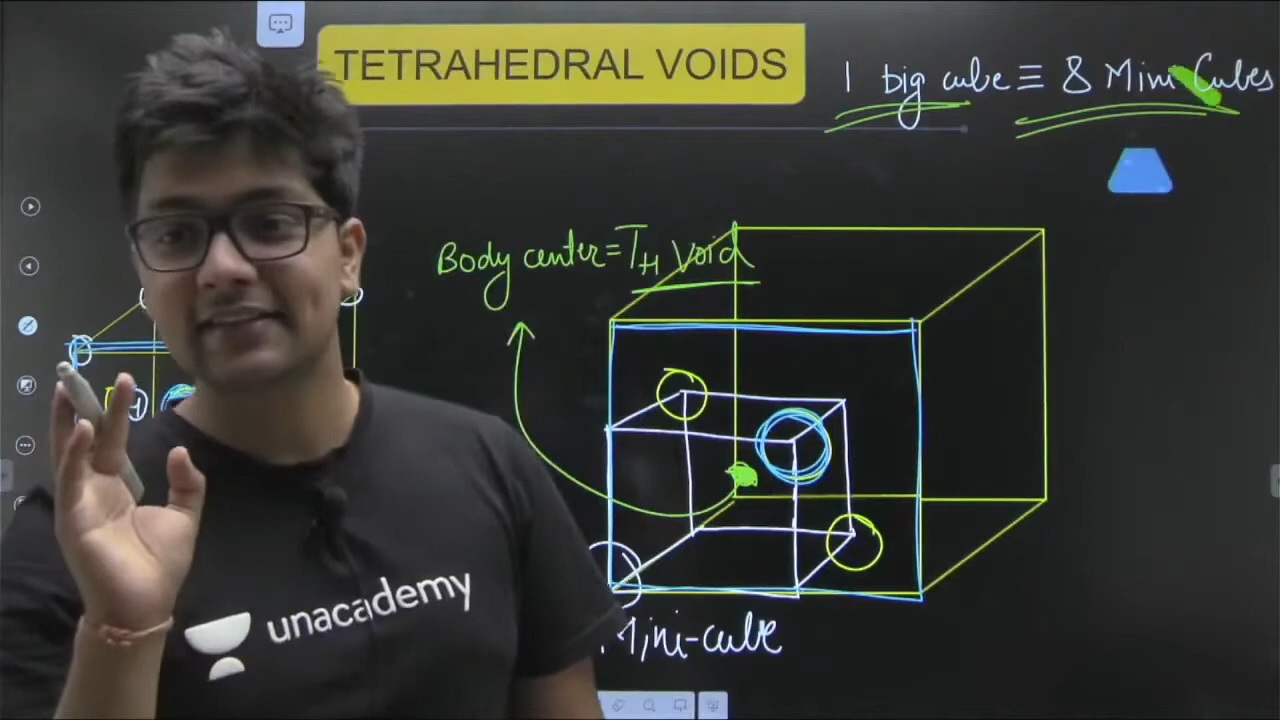 TETRAHEDRAL VOIDS
1 big cube ≡ 8 Mini Cubes
Body center = TH Void
Mini-cube
unacademy